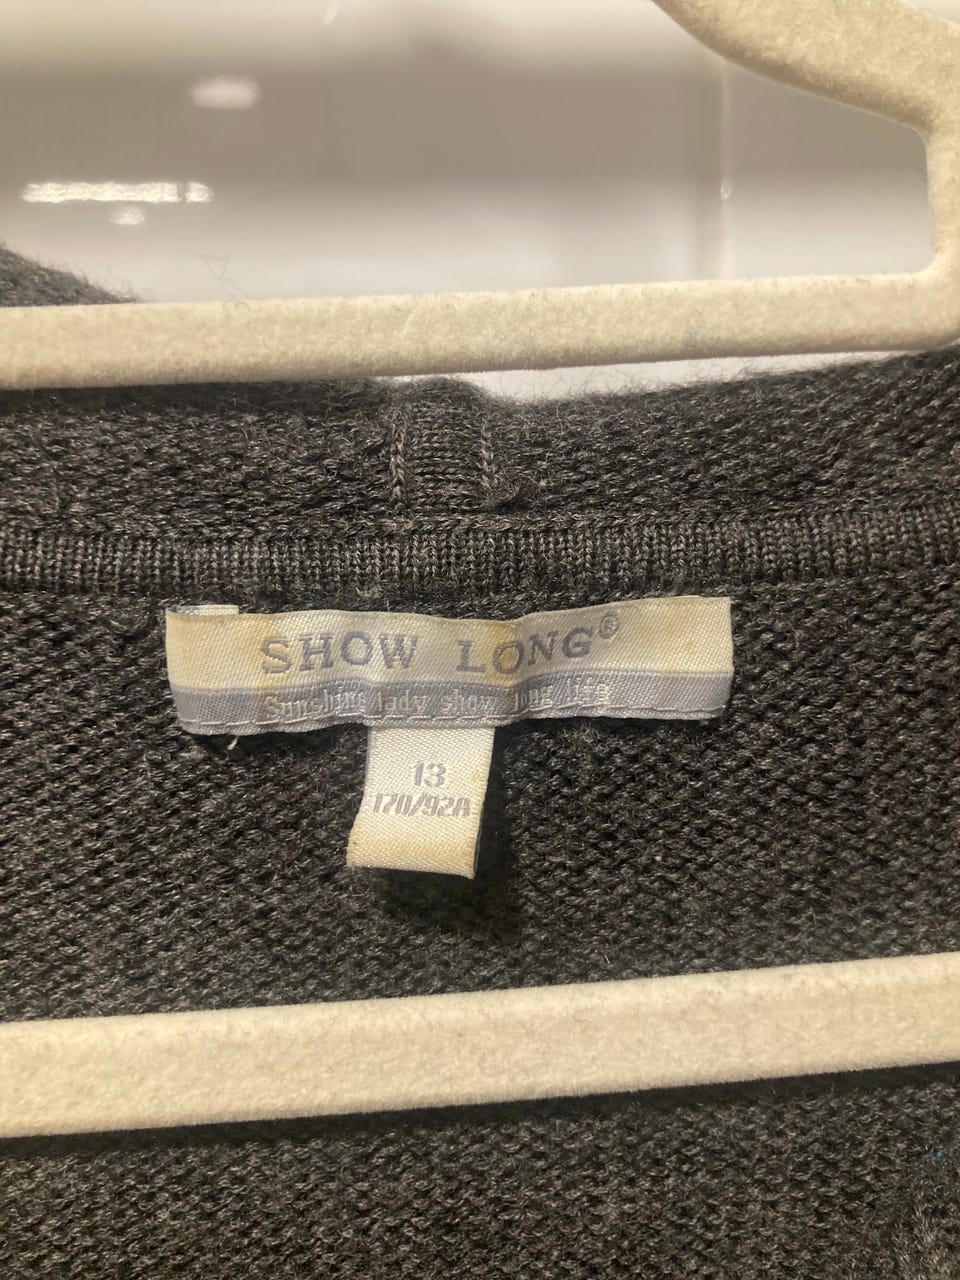 SHOW LONG®
Sunshine lady show long life
13
170/92A